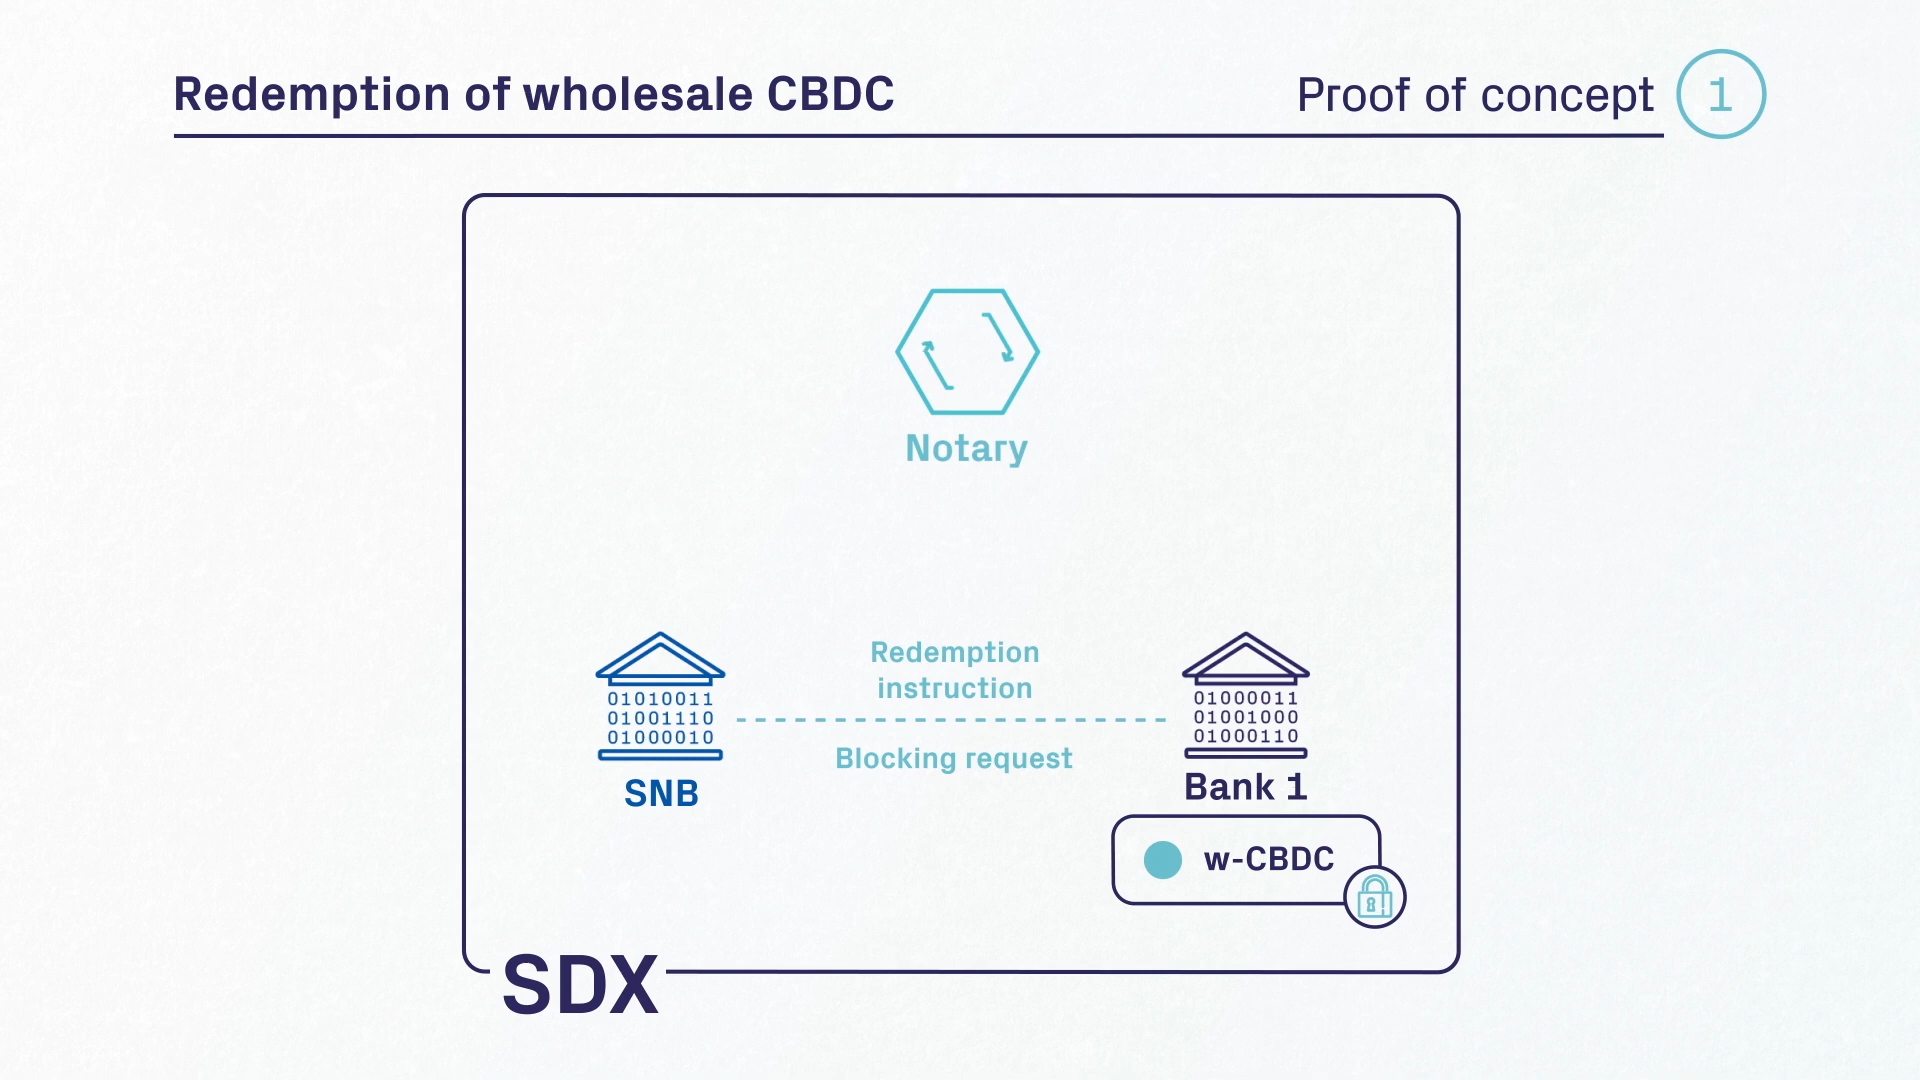 Redemption of wholesale CBDC
Proof of concept 1
Notary
Redemption
instruction
01010011
01001110
01000010
01000011
01001000
01000110
Blocking request
SNB
Bank 1
w-CBDC
SDX